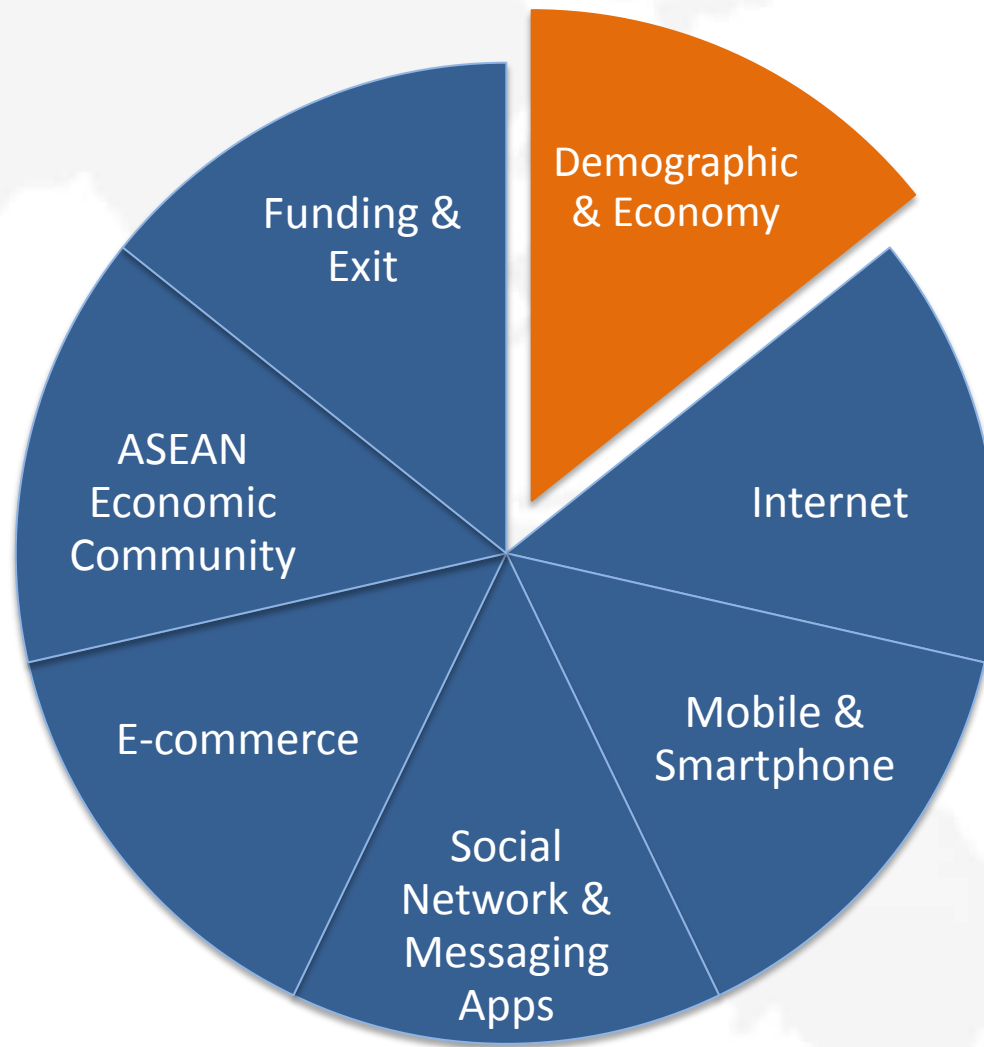 Demographic
& Economy
Internet
Mobile &
Smartphone
Social
Network &
Messaging
Apps
E-commerce
ASEAN
Economic
Community
Funding &
Exit